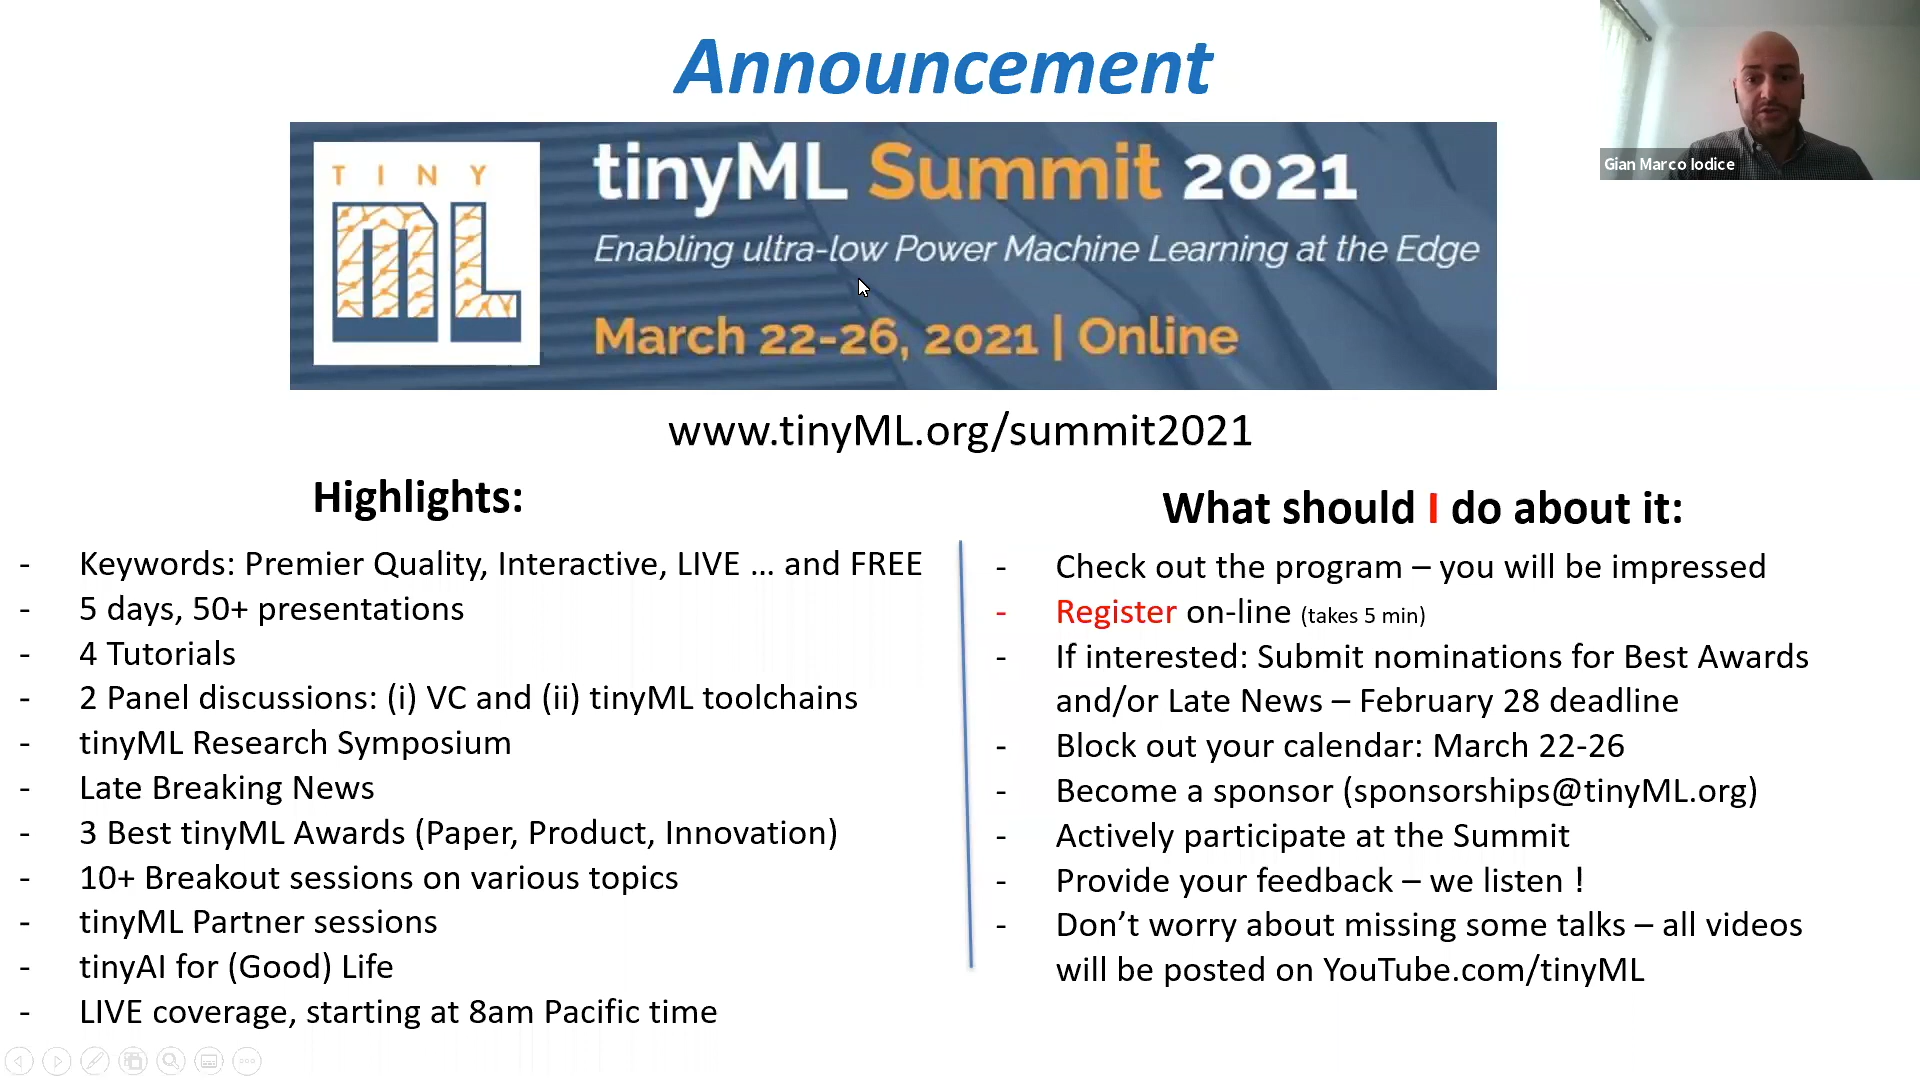 Announcement
Gian Marco Iodice
TINY
ML
tinyML Summit 2021
Enabling ultra-low Power Machine Learning at the Edge
March 22-26, 2021 | Online
www.tinyML.org/summit2021
Highlights:
- Keywords: Premier Quality, Interactive, LIVE ... and FREE
- 5 days, 50+ presentations
- 4 Tutorials
- 2 Panel discussions: (i) VC and (ii) tinyML toolchains
- tinyML Research Symposium
- Late Breaking News
- 3 Best tinyML Awards (Paper, Product, Innovation)
- 10+ Breakout sessions on various topics
- tinyML Partner sessions
- tinyAI for (Good) Life
- LIVE coverage, starting at 8am Pacific time
What should I do about it:
- Check out the program – you will be impressed
- Register on-line (takes 5 min)
- If interested: Submit nominations for Best Awards
and/or Late News – February 28 deadline
- Block out your calendar: March 22-26
- Become a sponsor (sponsorships@tinyML.org)
- Actively participate at the Summit
- Provide your feedback – we listen !
- Don’t worry about missing some talks – all videos
will be posted on YouTube.com/tinyML